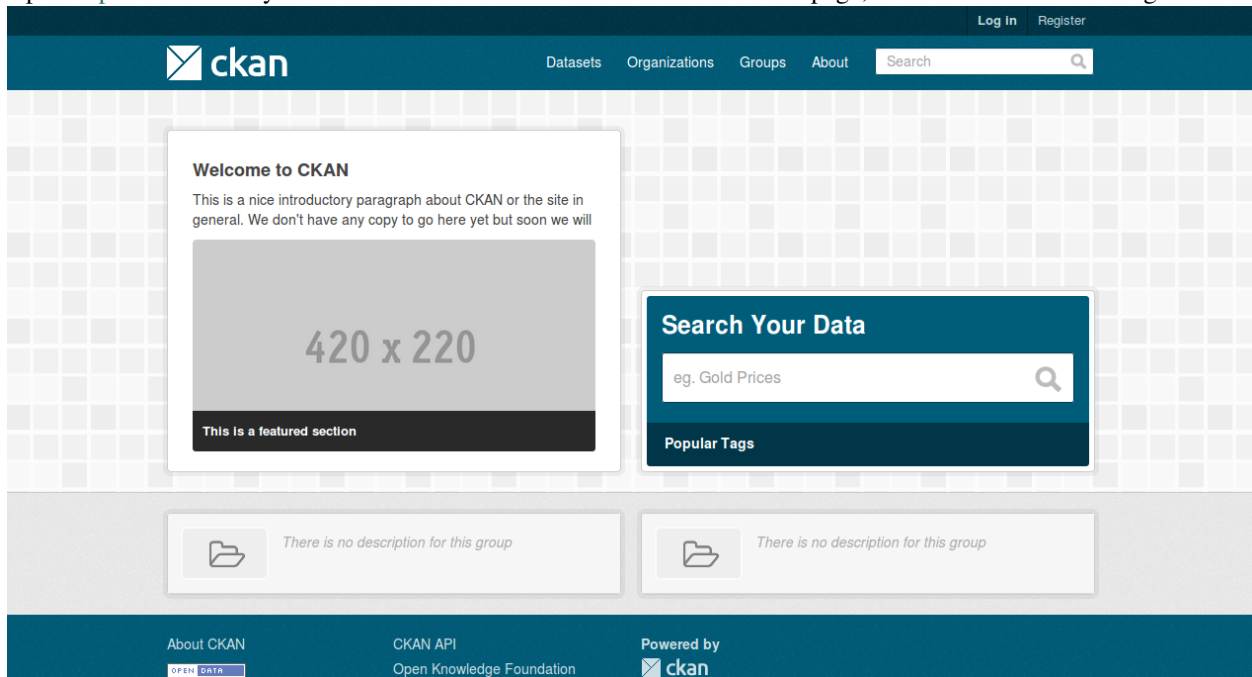 Log in Register
ckan Datasets Organizations Groups About Search
Welcome to CKAN
This is a nice introductory paragraph about CKAN or the site in
general. We don't have any copy to go here yet but soon we will
420 x 220
This is a featured section
Search Your Data
eg. Gold Prices
Popular Tags
There is no description for this group
There is no description for this group
About CKAN
OPEN DATA
CKAN API
Open Knowledge Foundation
Powered by
ckan